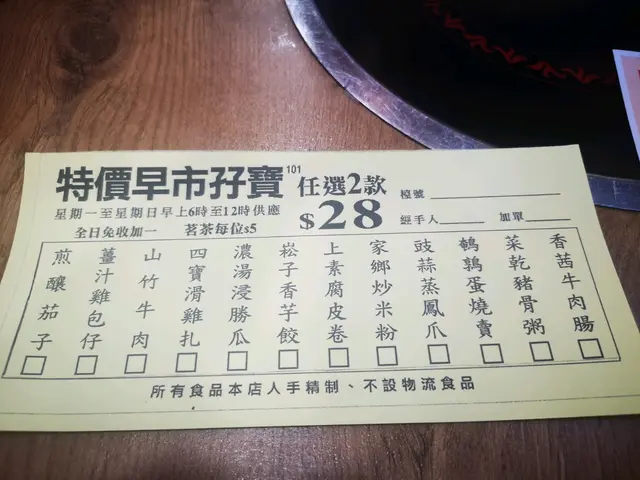 特價早市孖寶101 任選2款
星期一至星期日早上6時至12時供應
全日免收加一 茗茶每位$5
$28
檯號
經手人 加單
香茜牛肉腸
菜乾豬骨粥
鵪鶉蛋燒賣
豉蒜蒸鳳爪
家鄉炒米粉
上素腐皮卷
崧子香芋餃
濃湯浸勝瓜
四寶滑雞扎
山竹牛肉
薑汁雞包仔
煎釀茄子
所有食品本店人手精制、不設物流食品